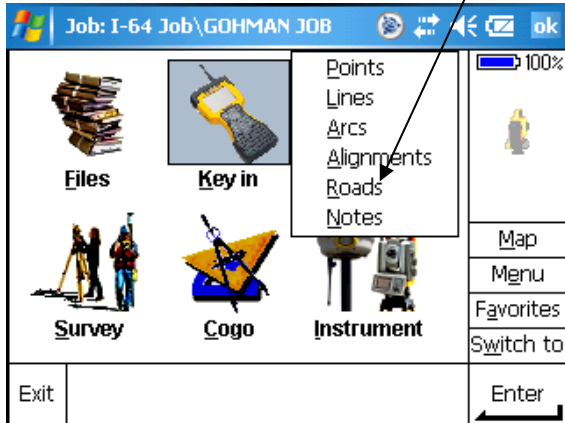 Job: I-64 Job\GOHMAN JOB
ok
Points
Lines
Arcs
Alignments
Roads
Notes
100%
Files
Key in
Map
Menu
Favorites
Switch to
Survey
Cogo
Instrument
Exit
Enter